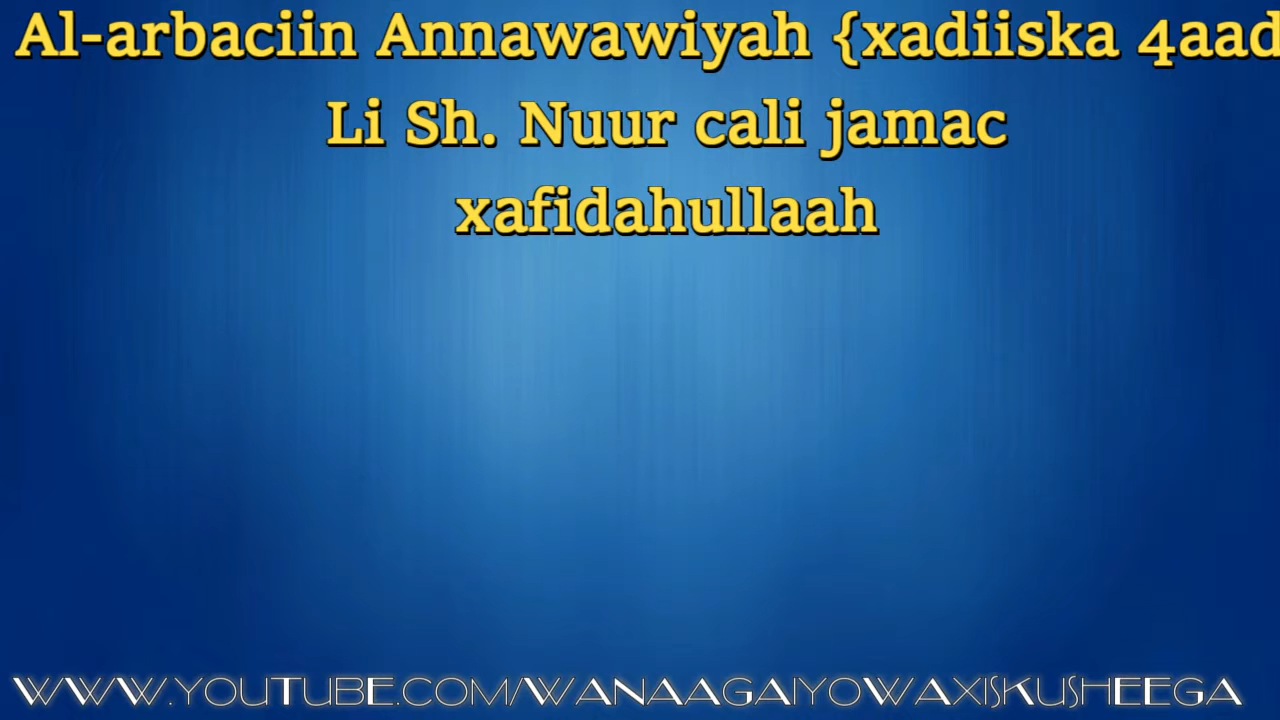 Al-arbaciin Annawawiyah {xadiiska 4aad
Li Sh. Nuur cali jamac
xafidahullaah
WWW.YOUTUBE.COM/WANAAGAIYOWAXISKUSHEEGA